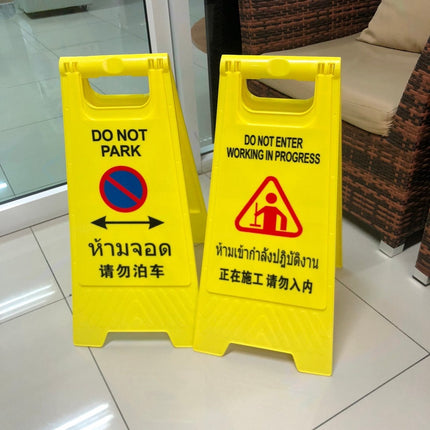 DO NOT
PARK
ห้ามจอด
请勿泊车
DO NOT ENTER
WORKING IN PROGRESS
ห้ามเข้ากำลังปฏิบัติงาน
正在施工 请勿入内